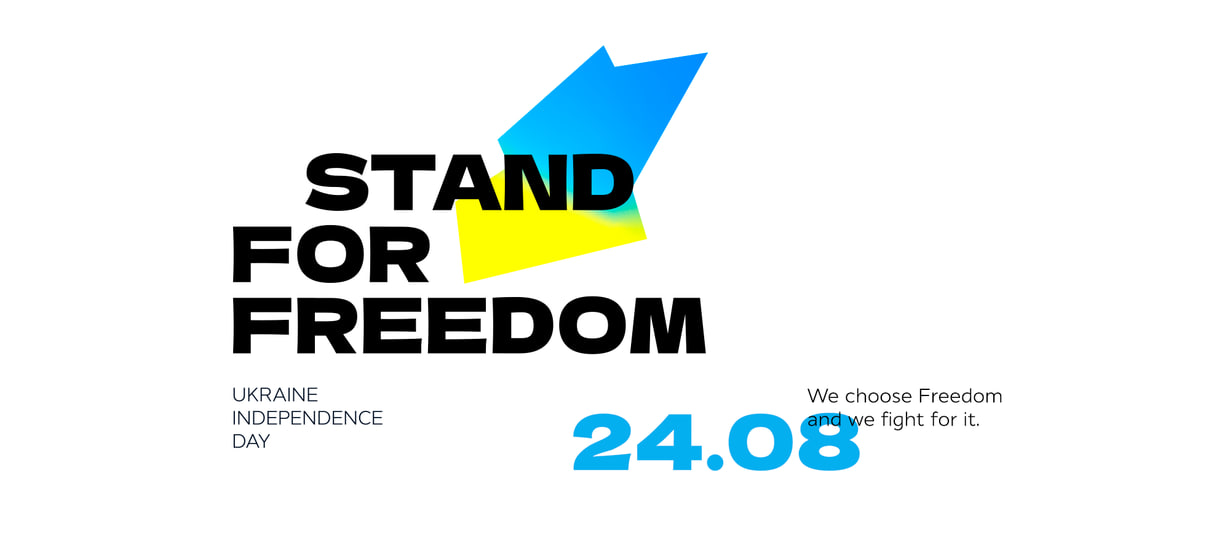 STAND
FOR
FREEDOM
UKRAINE
INDEPENDENCE
DAY
24.08
We choose Freedom
and we fight for it.